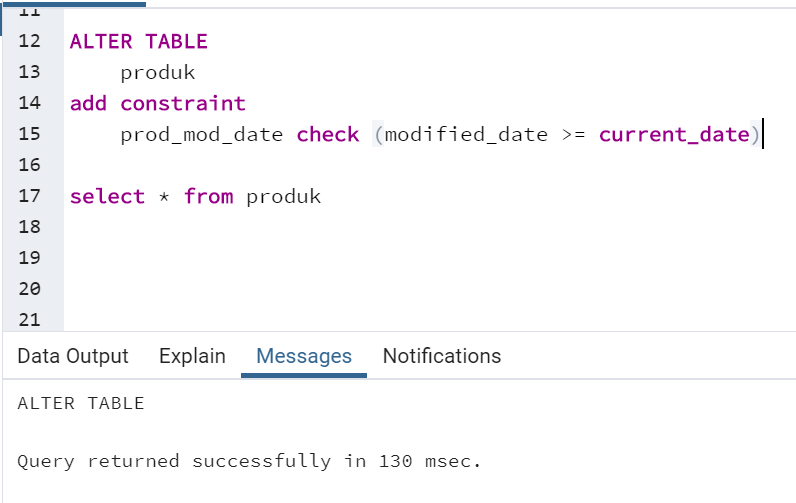 11
12 ALTER TABLE
13 produk
14 add constraint
15 prod_mod_date check (modified_date >= current_date)
16
17 select * from produk
18
19
20
21
Data Output Explain Messages Notifications
ALTER TABLE
Query returned successfully in 130 msec.